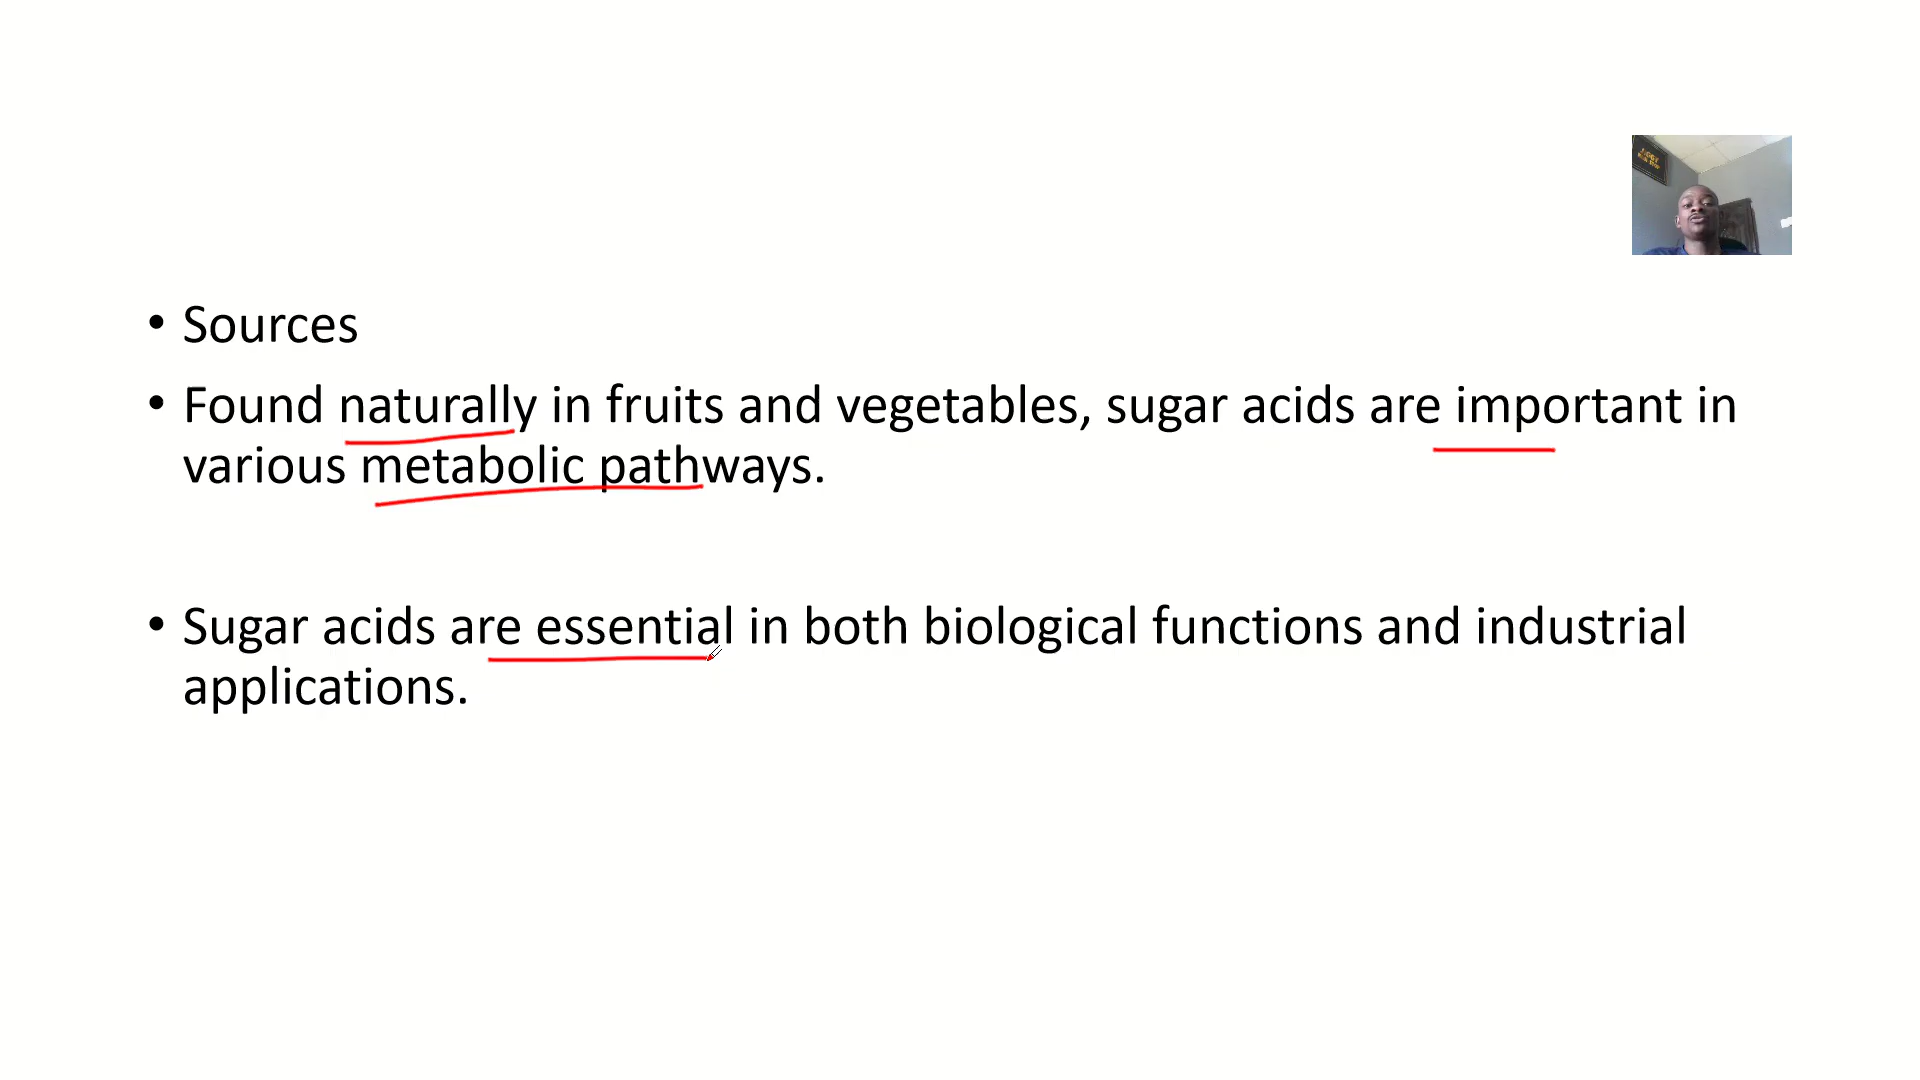 • Sources
• Found naturally in fruits and vegetables, sugar acids are important in
various metabolic pathways.
• Sugar acids are essential in both biological functions and industrial
applications.